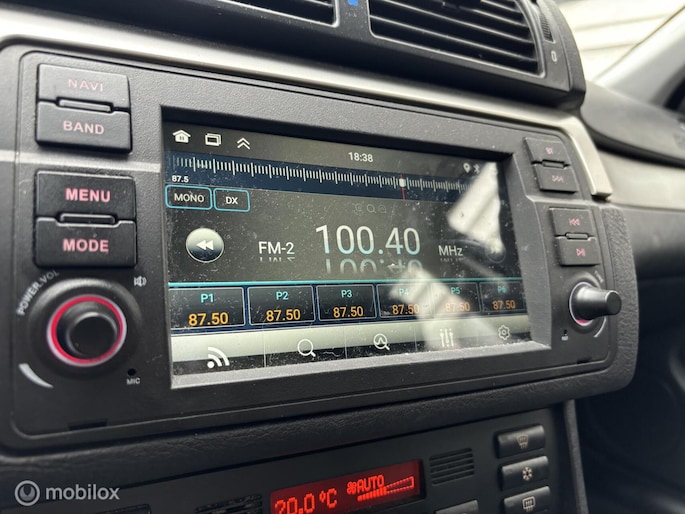 NAVI
BAND
MENU
MODE
POWER VOL
MIC
18:38
87.5
MONO DX
FM-2 100.40 MHz
P1 P2 P3 P4 P5 P6
87.50 87.50 87.50 87.50 87.50 87.50
20.0°C AUTO
mobilox